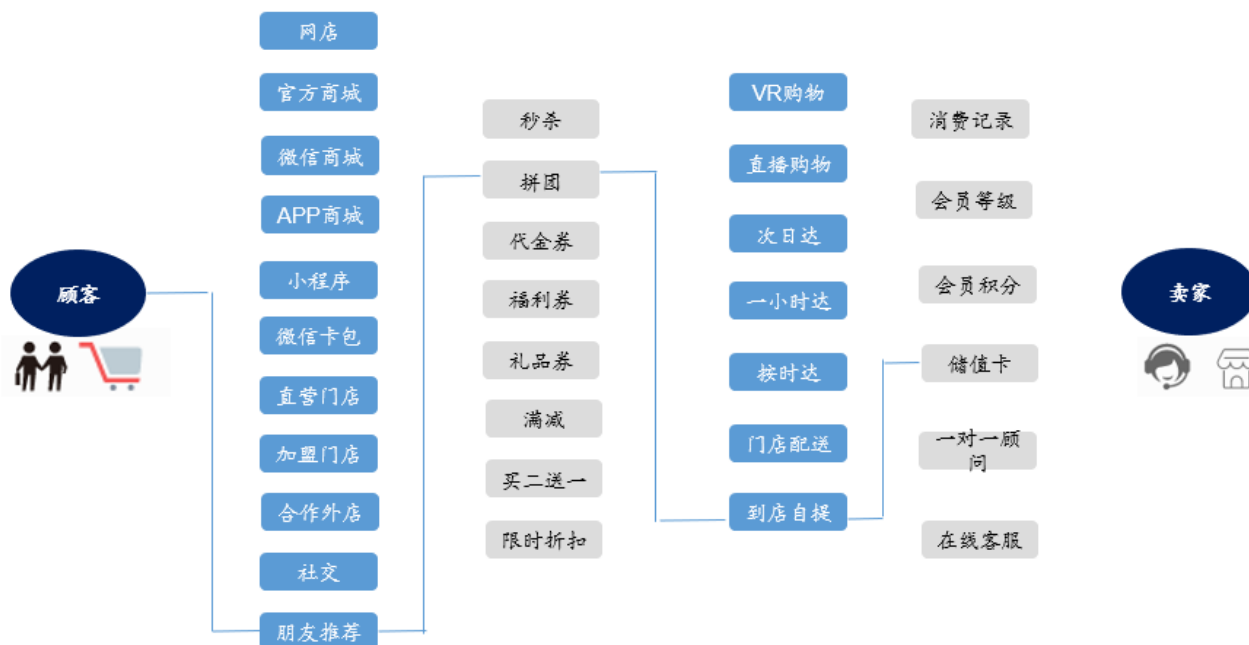 顾客
网店
官方商城
微信商城
APP商城
小程序
微信卡包
直营门店
加盟门店
合作外店
社交
朋友推荐
秒杀
拼团
代金券
福利券
礼品券
满减
买二送一
限时折扣
VR购物
直播购物
次日达
一小时达
按时达
门店配送
到店自提
消费记录
会员等级
会员积分
储值卡
一对一顾
问
在线客服
卖家